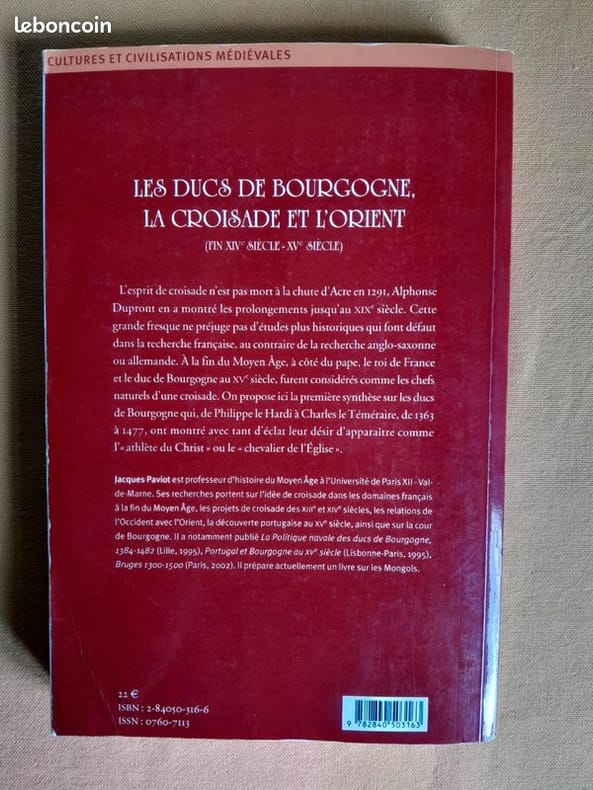 leboncoin
CULTURES ET CIVILISATIONS MÉDIÉVALES
LES DUCS DE BOURGOGNE,
LA CROISADE ET L'ORIENT
(FIN XIVe SIÈCLE - XVe SIÈCLE)
L'esprit de croisade n'est pas mort à la chute d'Acre en 1291, Alphonse
Dupront en a montré les prolongements jusqu'au XIXe siècle. Cette
grande fresque ne préjuge pas d'études plus historiques qui font défaut
dans la recherche française, au contraire de la recherche anglo-saxonne
ou allemande. À la fin du Moyen Âge, à côté du pape, le roi de France
et le duc de Bourgogne au XVe siècle, furent considérés comme les chefs
naturels d'une croisade. On propose ici la première synthèse sur les ducs
de Bourgogne qui, de Philippe le Hardi à Charles le Téméraire, de 1363
à 1477, ont montré avec tant d'éclat leur désir d'apparaître comme
l'« athlète du Christ » ou le « chevalier de l'Église ».
Jacques Paviot est professeur d'histoire du Moyen Âge à l'Université de Paris XII - Val-
de-Marne. Ses recherches portent sur l'idée de croisade dans les domaines français
à la fin du Moyen Âge, les projets de croisade des XIIIe et XIVe siècles, les relations de
l'Occident avec l'Orient, la découverte portugaise au XVe siècle, ainsi que sur la cour
de Bourgogne. Il a notamment publié La Politique navale des ducs de Bourgogne,
1384-1482 (Lille, 1995), Portugal et Bourgogne au XVe siècle (Lisbonne-Paris, 1995),
Bruges 1300-1500 (Paris, 2002). Il prépare actuellement un livre sur les Mongols.
22 €
ISBN : 2-84050-316-6
ISSN : 0760-7113
9 782840 503163